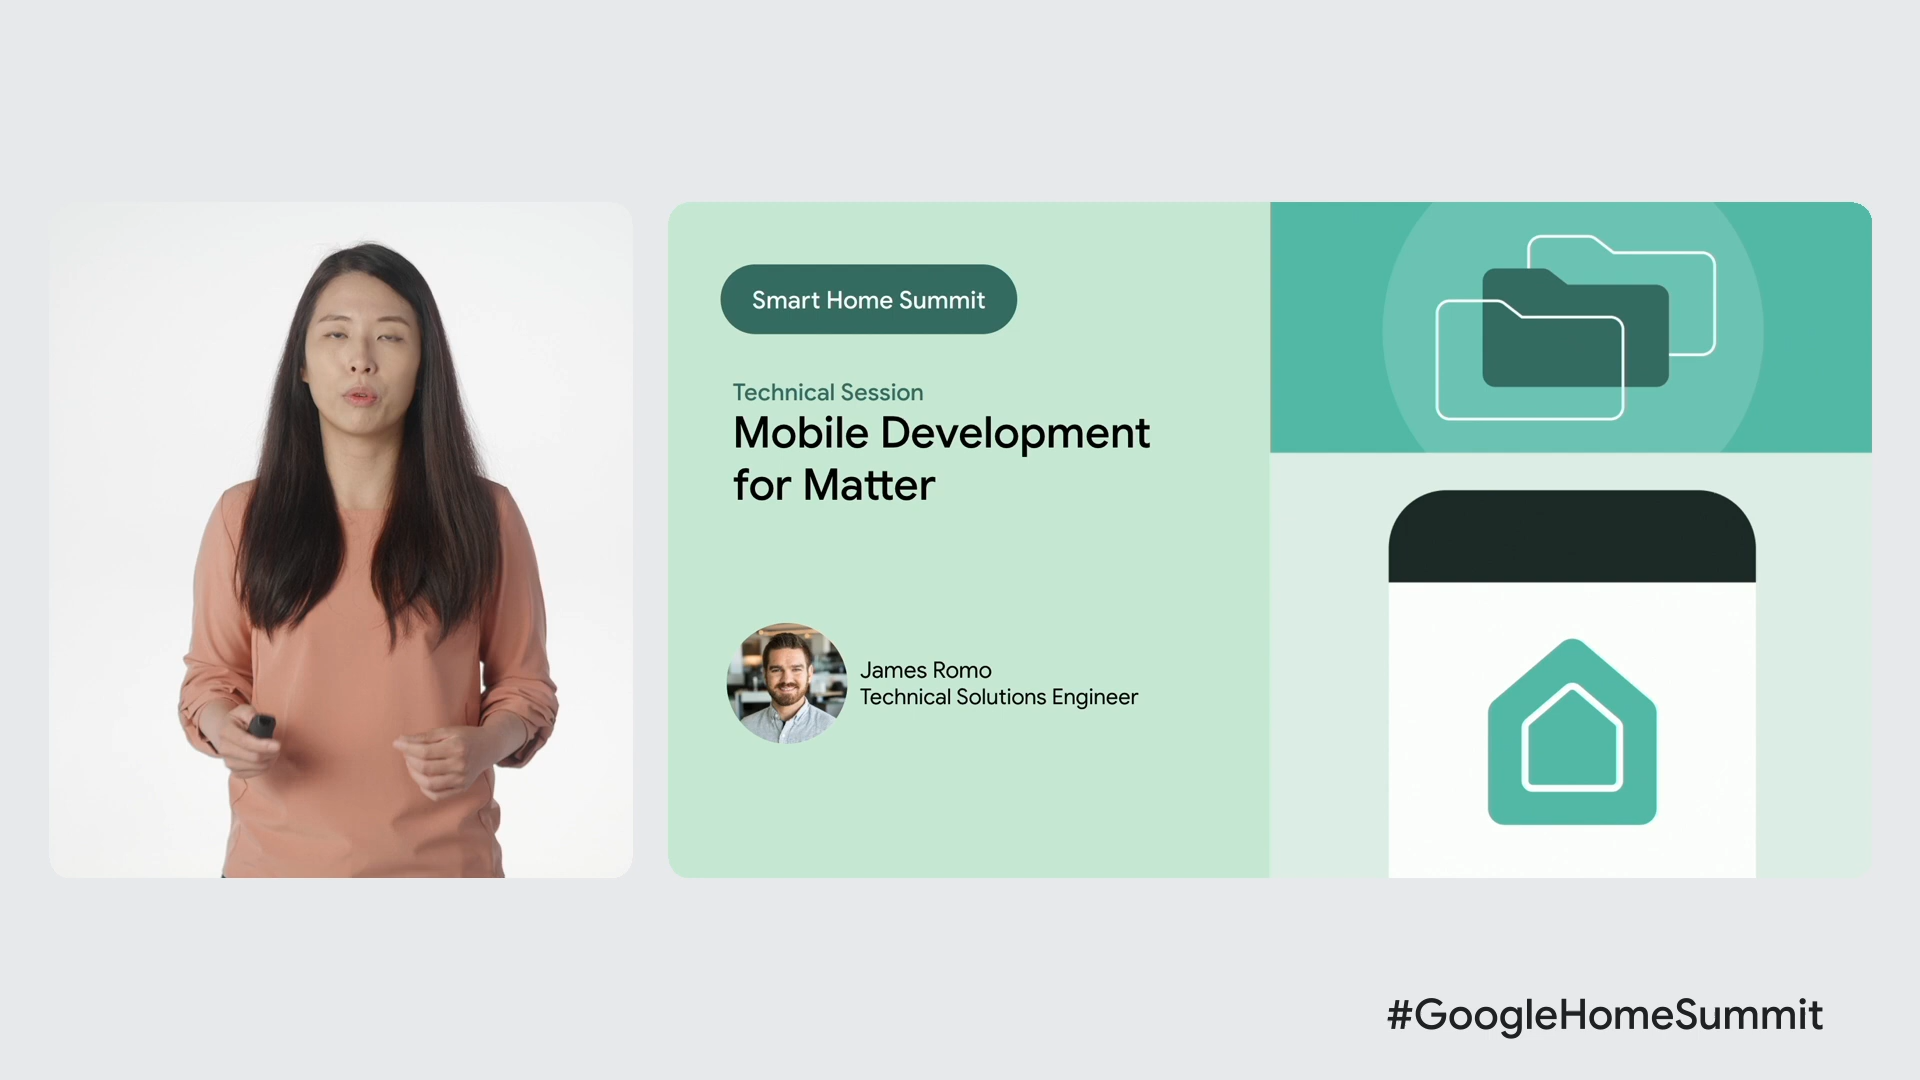 Smart Home Summit
Technical Session
Mobile Development
for Matter
James Romo
Technical Solutions Engineer
#GoogleHomeSummit